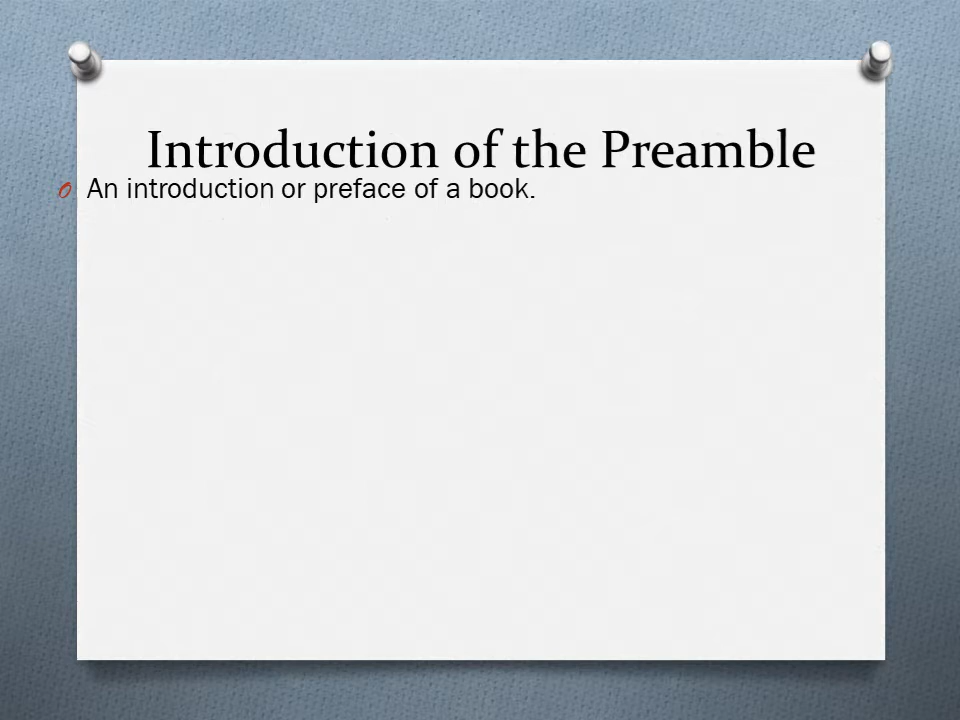 Introduction of the Preamble
An introduction or preface of a book.